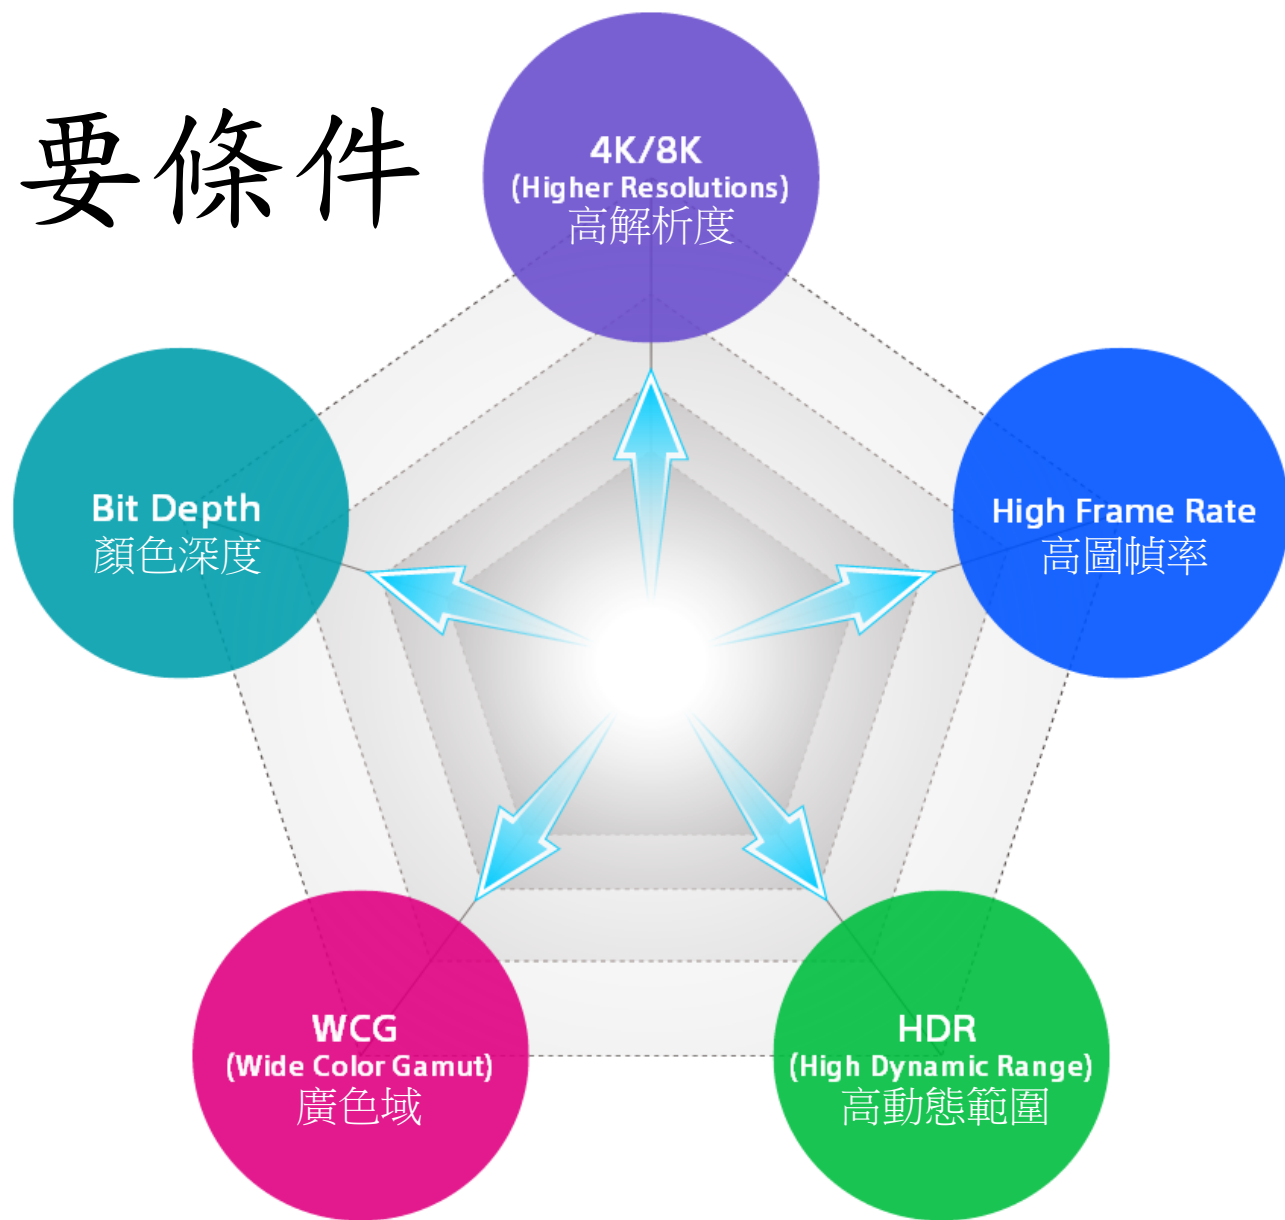 要條件
4K/8K
(Higher Resolutions)
高解析度
Bit Depth
顏色深度
High Frame Rate
高圖幀率
WCG
(Wide Color Gamut)
廣色域
HDR
(High Dynamic Range)
高動態範圍